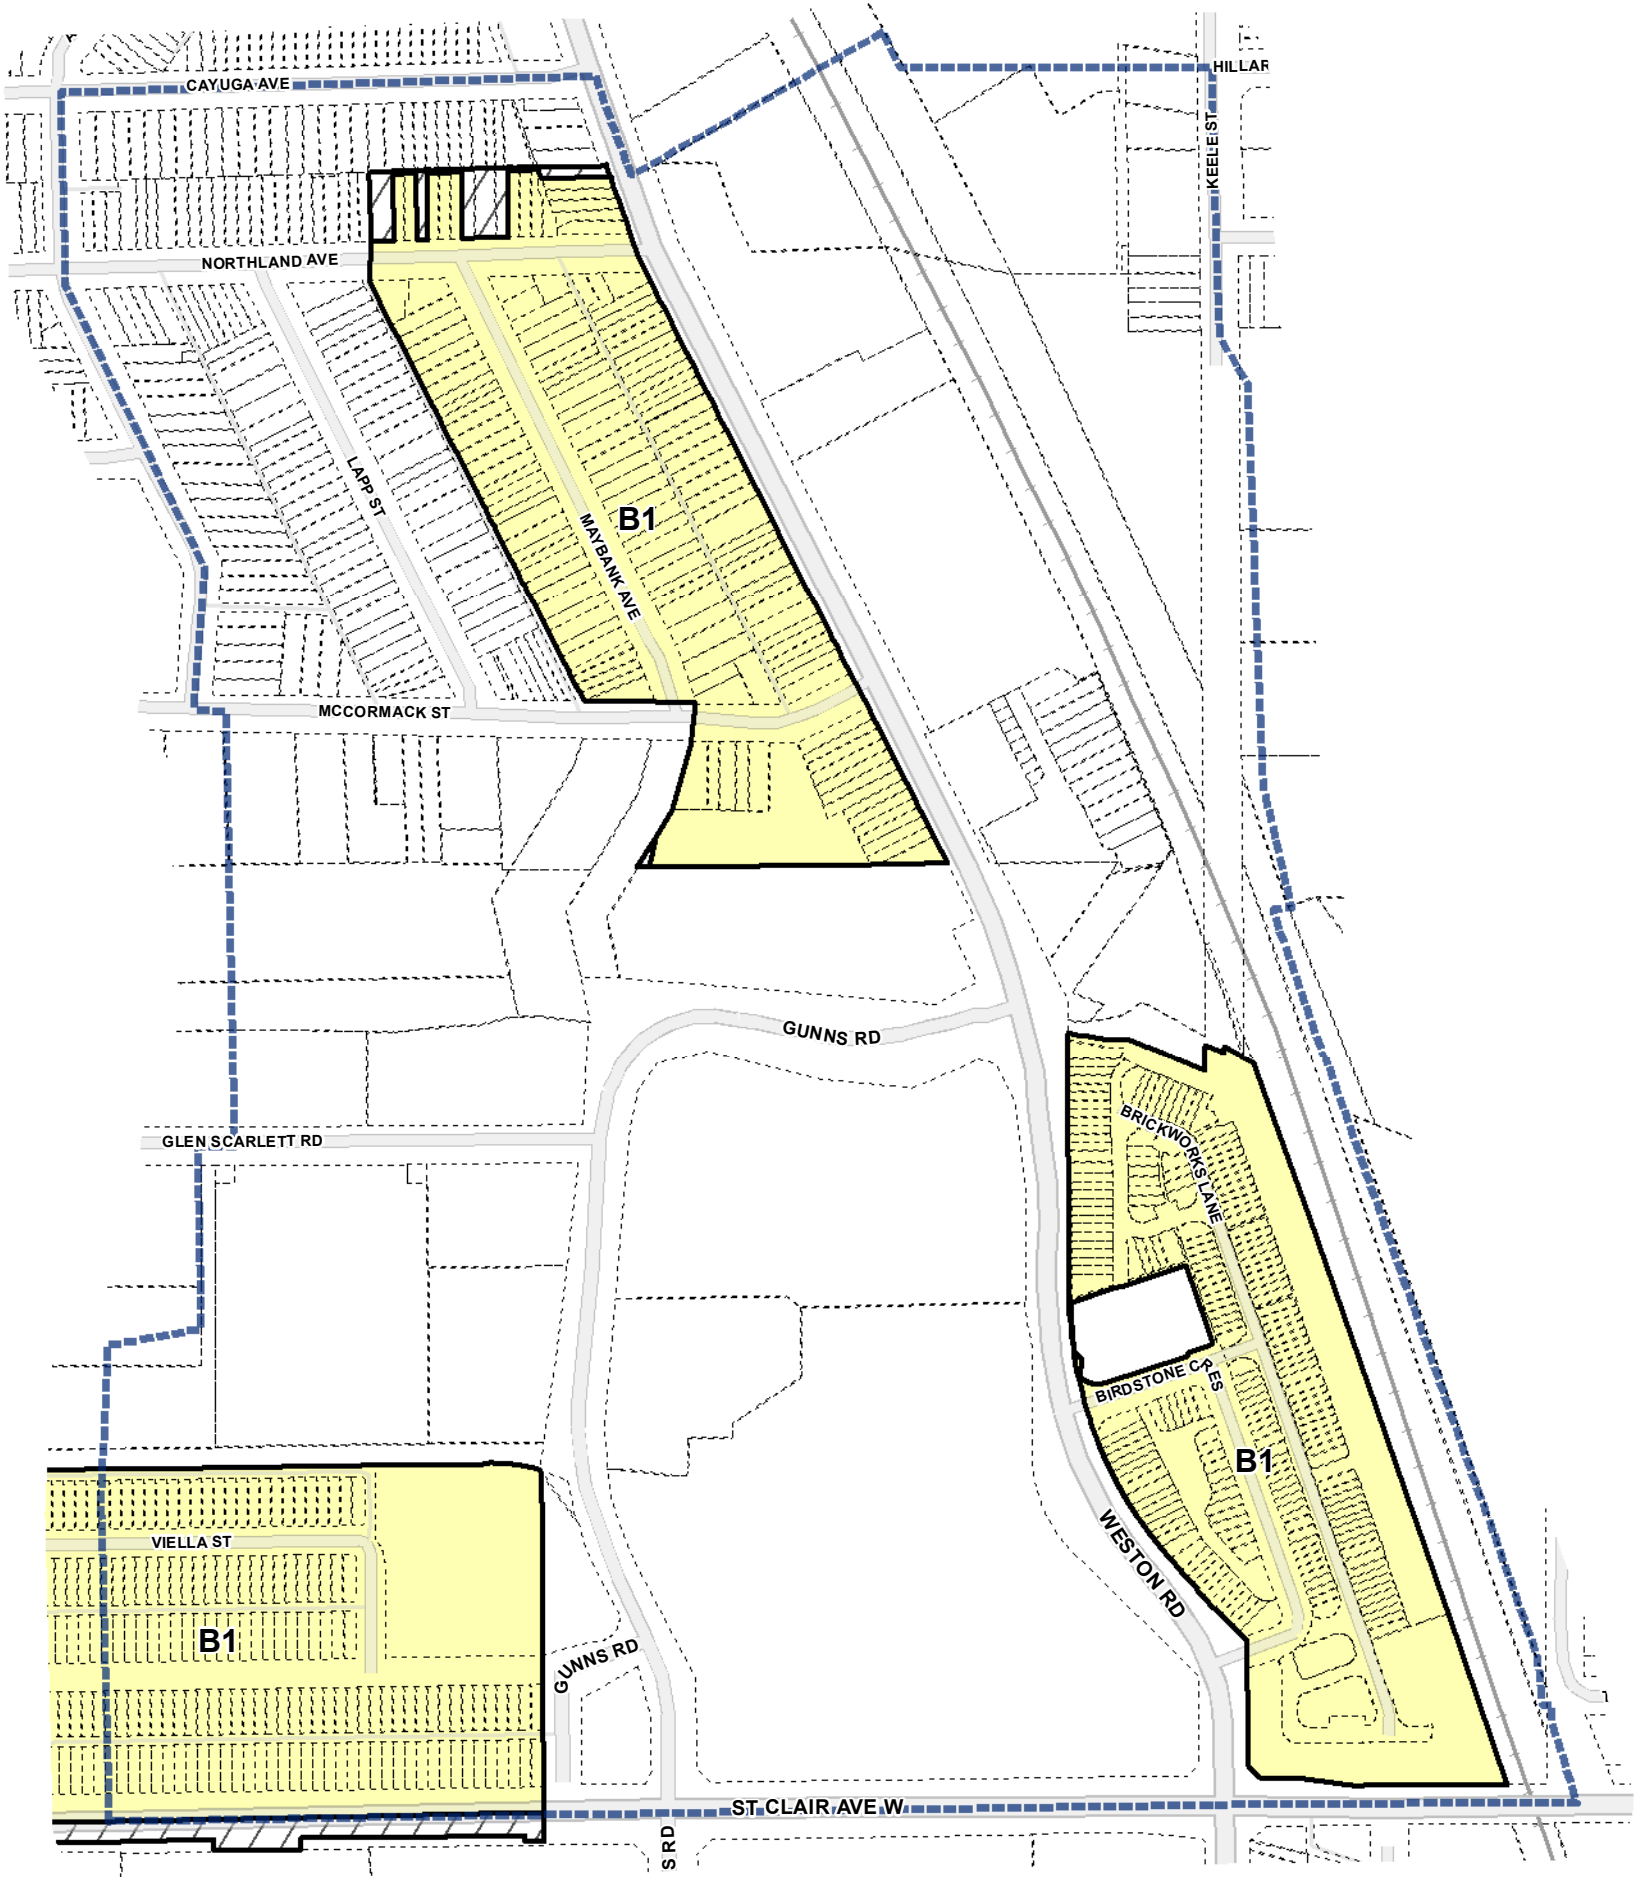 CAYUGA AVE
HILLAR
KEELE ST
NORTHLAND AVE
LAPP ST
B1
MAYBANK AVE
MCCORMACK ST
GUNNS RD
BRICKWORKS LANE
GLEN SCARLETT RD
BIRDSTONE CRES
B1
WESTON RD
VIELLA ST
B1
GUNNS RD
ST CLAIR AVE W
S RD